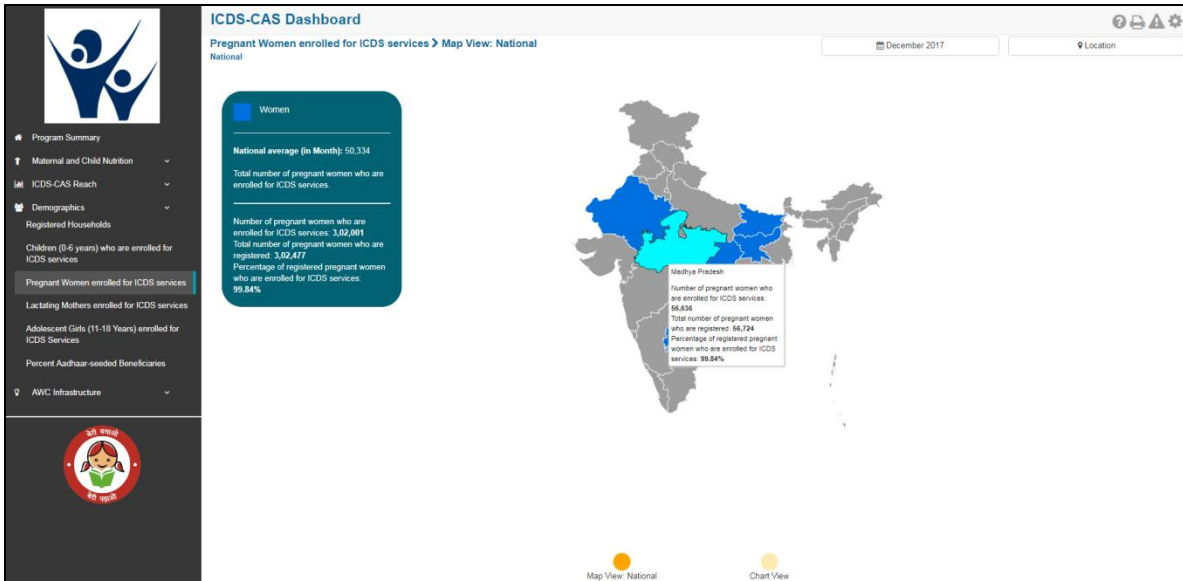 ICDS-CAS Dashboard
Pregnant Women enrolled for ICDS services > Map View: National
National
December 2017
Location
Program Summary
Maternal and Child Nutrition
ICDS-CAS Reach
Demographics
Registered Households
Children (0-6 years) who are enrolled for
ICDS services
Pregnant Women enrolled for ICDS services
Lactating Mothers enrolled for ICDS services
Adolescent Girls (11-18 Years) enrolled for
ICDS Services
Percent Aadhaar-seeded Beneficiaries
AWC Infrastructure
बेटी बचाओ
बेटी पढ़ाओ
Women
National average (in Month): 50,334
Total number of pregnant women who are
enrolled for ICDS services.
Number of pregnant women who are
enrolled for ICDS services: 3,02,001
Total number of pregnant women who are
registered: 3,02,477
Percentage of registered pregnant women
who are enrolled for ICDS services:
99.84%
Madhya Pradesh
Number of pregnant women who
are enrolled for ICDS services:
56,636
Total number of pregnant women
who are registered: 56,724
Percentage of registered pregnant
women who are enrolled for ICDS
services: 99.84%
Map View: National
Chart View